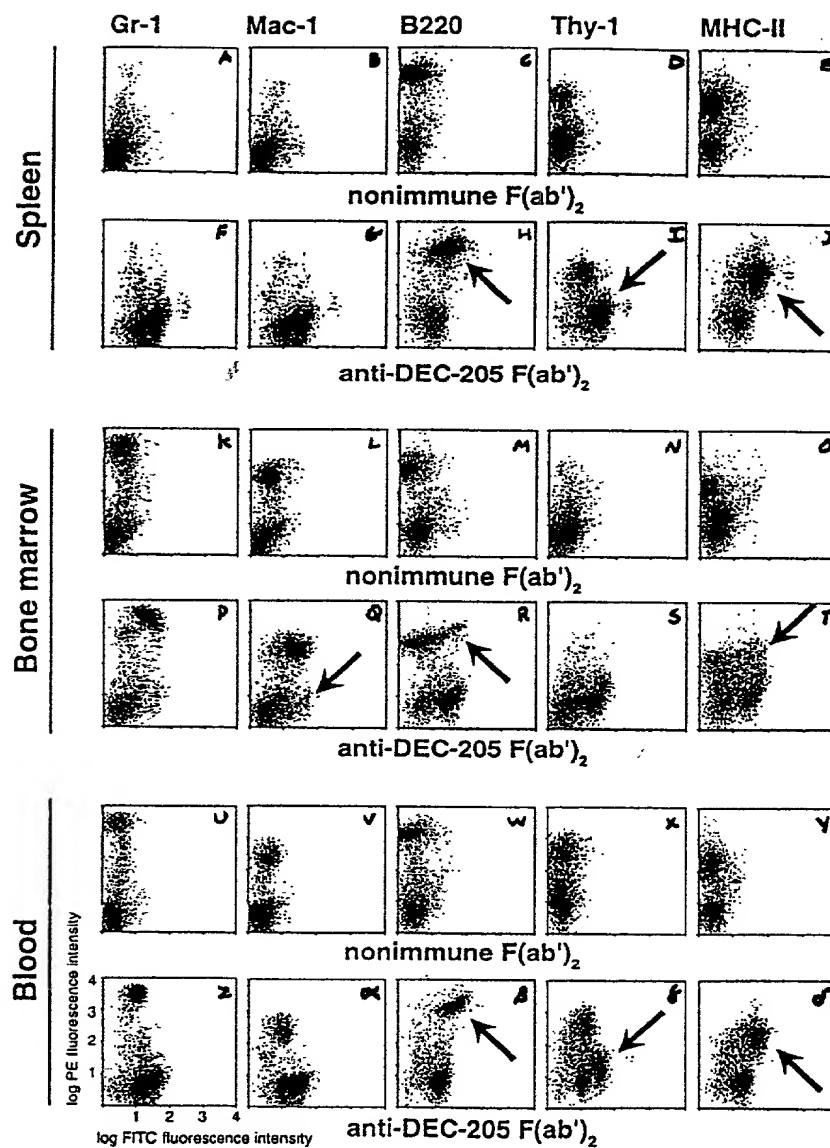 Gr-1 Mac-1 B220 Thy-1 MHC-II
Spleen
A B C D E
nonimmune F(ab')₂
F G H I J
anti-DEC-205 F(ab')₂
Bone marrow
K L M N O
nonimmune F(ab')₂
P Q R S T
anti-DEC-205 F(ab')₂
Blood
U V W X Y
nonimmune F(ab')₂
Z α β γ δ
log PE fluorescence intensity
4
3
2
1
1 2 3 4
log FITC fluorescence intensity
anti-DEC-205 F(ab')₂